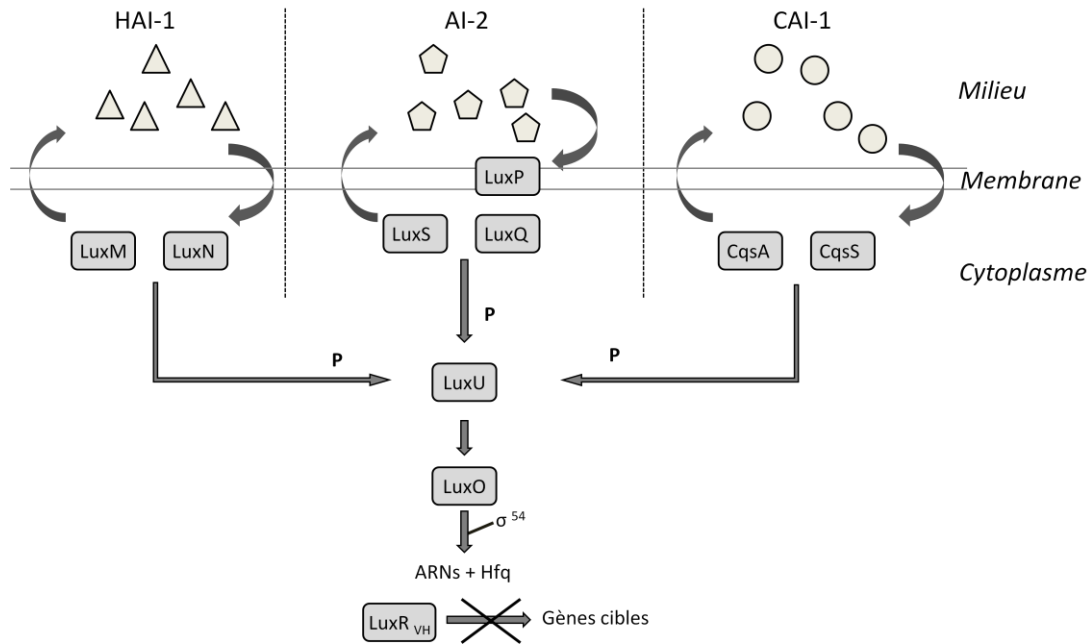 HAI-1
AI-2
CAI-1
Milieu
LuxP
Membrane
LuxM
LuxN
LuxS
LuxQ
CqsA
CqsS
Cytoplasme
P
P
P
LuxU
LuxO
σ 54
ARNs + Hfq
LuxR VH
Gènes cibles